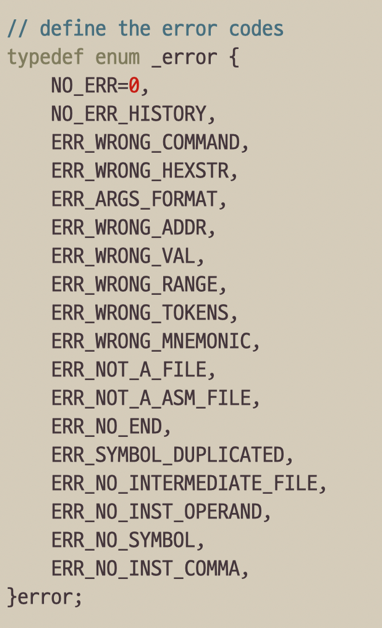 // define the error codes
typedef enum _error {
    NO_ERR=0,
    NO_ERR_HISTORY,
    ERR_WRONG_COMMAND,
    ERR_WRONG_HEXSTR,
    ERR_ARGS_FORMAT,
    ERR_WRONG_ADDR,
    ERR_WRONG_VAL,
    ERR_WRONG_RANGE,
    ERR_WRONG_TOKENS,
    ERR_WRONG_MNEMONIC,
    ERR_NOT_A_FILE,
    ERR_NOT_A_ASM_FILE,
    ERR_NO_END,
    ERR_SYMBOL_DUPLICATED,
    ERR_NO_INTERMEDIATE_FILE,
    ERR_NO_INST_OPERAND,
    ERR_NO_SYMBOL,
    ERR_NO_INST_COMMA,
}error;